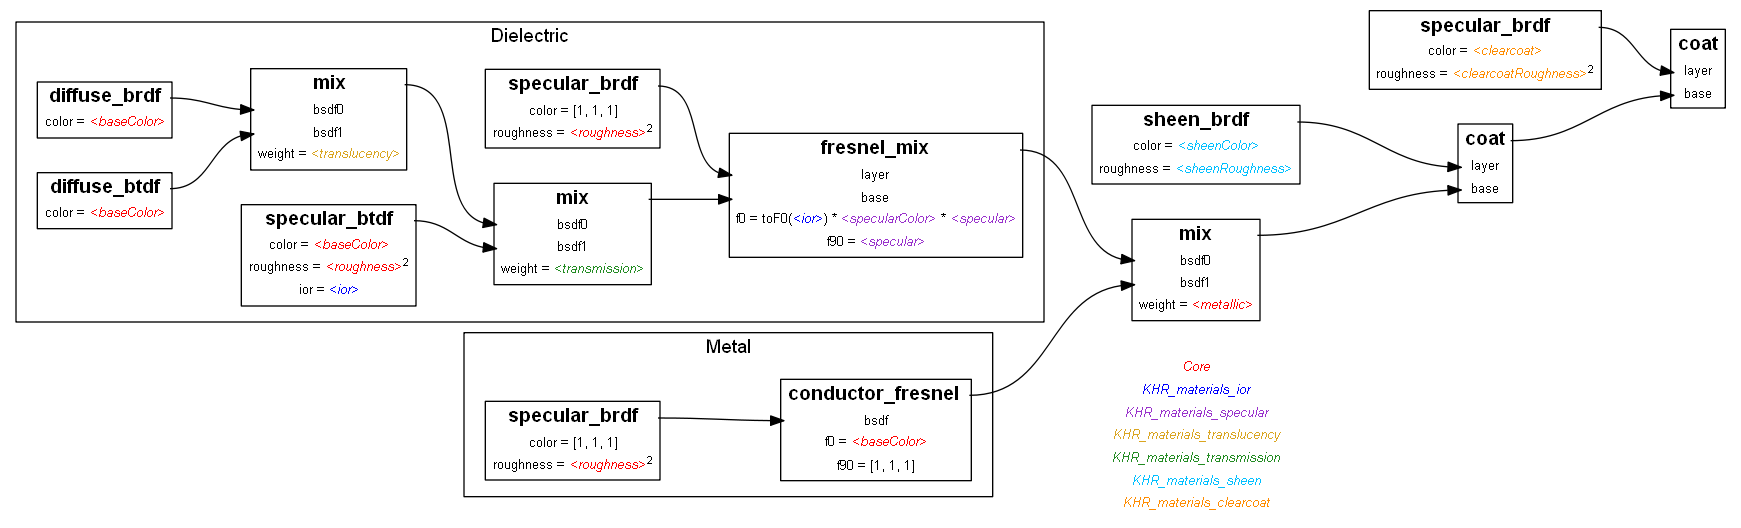 Dielectric
diffuse_brdf
color = <baseColor>
diffuse_btdf
color = <baseColor>
mix
bsdf0
bsdf1
weight = <translucency>
specular_btdf
color = <baseColor>
roughness = <roughness>²
ior = <ior>
specular_brdf
color = [1, 1, 1]
roughness = <roughness>²
mix
bsdf0
bsdf1
weight = <transmission>
fresnel_mix
layer
base
f0 = toF0(<ior>) * <specularColor> * <specular>
f90 = <specular>
Metal
specular_brdf
color = [1, 1, 1]
roughness = <roughness>²
conductor_fresnel
bsdf
f0 = <baseColor>
f90 = [1, 1, 1]
sheen_brdf
color = <sheenColor>
roughness = <sheenRoughness>
mix
bsdf0
bsdf1
weight = <metallic>
specular_brdf
color = <clearcoat>
roughness = <clearcoatRoughness>²
coat
layer
base
coat
layer
base
Core
KHR_materials_ior
KHR_materials_specular
KHR_materials_translucency
KHR_materials_transmission
KHR_materials_sheen
KHR_materials_clearcoat